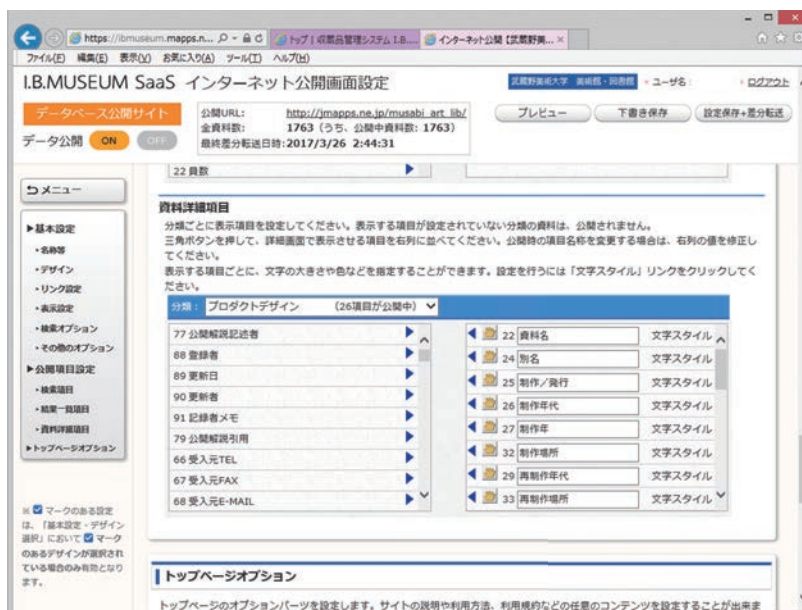 https://ibmuseum.mapps.n...
トップ | 収蔵品管理システム I.B....
インターネット公開【武蔵野美...
ファイル(F) 編集(E) 表示(V) お気に入り(A) ツール(T) ヘルプ(H)
I.B.MUSEUM SaaS インターネット公開画面設定
武蔵野美術大学 美術館・図書館 ユーザ名: ログアウト
データベース公開サイト
データ公開 ON OFF
公開URL: http://jmapps.ne.jp/musabi_art_lib/
全資料数: 1763（うち、公開中資料数: 1763）
最終差分転送日時:2017/3/26 2:44:31
プレビュー 下書き保存 設定保存+差分転送
メニュー
▶基本設定
・名称等
・デザイン
・リンク設定
・表示設定
・検索オプション
・その他のオプション
▶公開項目設定
・検索項目
・結果一覧項目
・資料詳細項目
▶トップページオプション
※ マークのある設定
は、「基本設定 - デザイン
選択」において マーク
のあるデザインが選択され
ている場合のみ有効となり
ます。
22 員数
資料詳細項目
分類ごとに表示項目を設定してください。表示する項目が設定されていない分類の資料は、公開されません。
三角ボタンを押して、詳細画面で表示させる項目を右列に並べてください。公開時の項目名称を変更する場合は、右列の値を修正し
てください。
表示する項目ごとに、文字の大きさや色などを指定することができます。設定を行うには「文字スタイル」リンクをクリックしてく
ださい。
分類: プロダクトデザイン （26項目が公開中）
77 公開解説記述者
88 登録者
89 更新日
90 更新者
91 記録者メモ
79 公開解説引用
66 受入元TEL
67 受入元FAX
68 受入元E-MAIL
22 資料名 文字スタイル
24 別名 文字スタイル
25 制作／発行 文字スタイル
26 制作年代 文字スタイル
27 制作年 文字スタイル
32 制作場所 文字スタイル
29 再制作年代 文字スタイル
33 再制作場所 文字スタイル
トップページオプション
トップページのオプションパーツを設定します。サイトの説明や利用方法、利用規約などの任意のコンテンツを設定することが出来ま